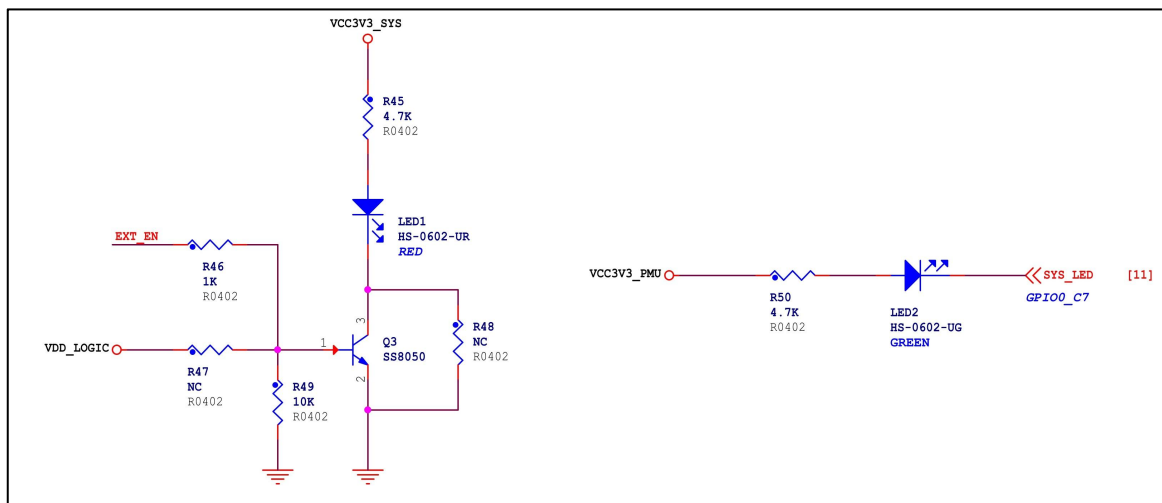 VCC3V3_SYS
R45
4.7K
R0402
LED1
HS-0602-UR
RED
EXT_EN
R46
1K
R0402
VDD_LOGIC
R47
NC
R0402
R49
10K
R0402
1
3
2
Q3
SS8050
R48
NC
R0402
VCC3V3_PMU
R50
4.7K
R0402
LED2
HS-0602-UG
GREEN
SYS_LED [11]
GPIO0_C7